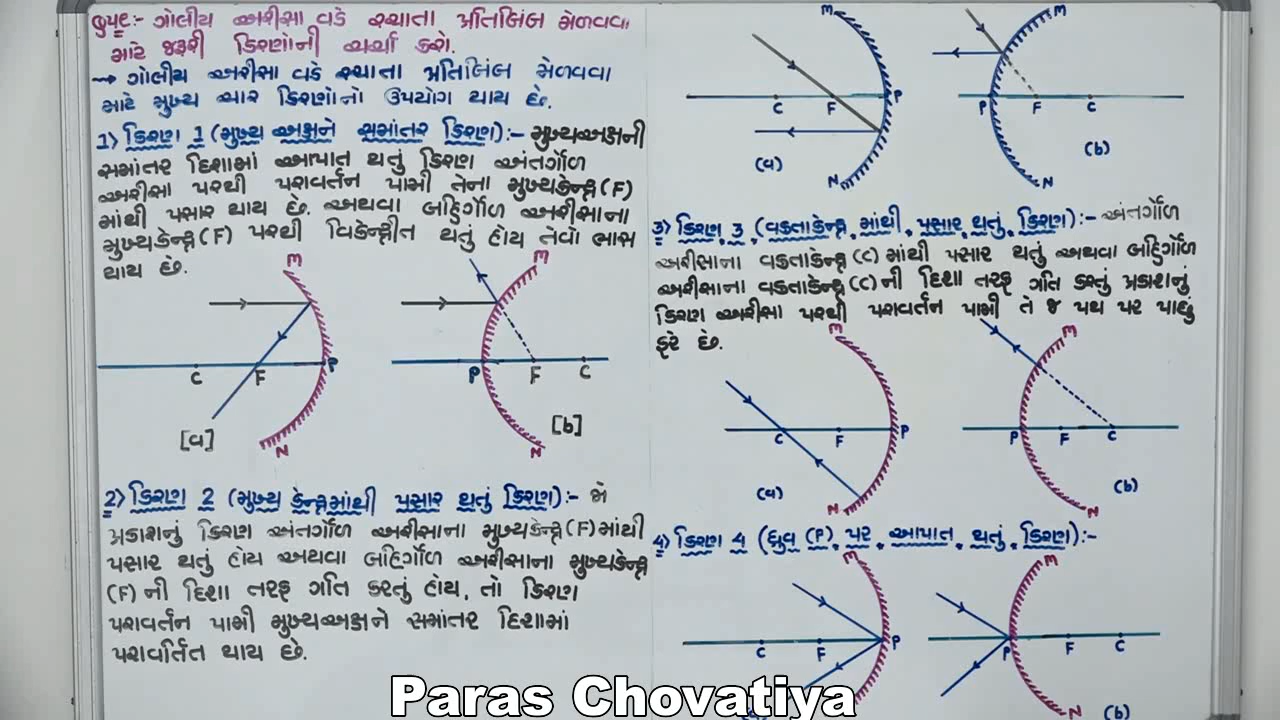 ગોલીય અરીસા વડે રચાતા પ્રતિબિંબ મેળવવા
માટે જરૂરી કિરણોની ચર્ચા કરો.
→ ગોલીય અરીસા વડે રચાતા પ્રતિબિંબ મેળવવા
માટે મુખ્ય ચાર કિરણોનો ઉપયોગ થાય છે.
1) કિરણ 1 (મુખ્ય અક્ષને સમાંતર કિરણ):- મુખ્યઅક્ષની
સમાંતર દિશામાં આપાત થતું કિરણ અંતર્ગોળ
અરીસા પરથી પરાવર્તન પામી તેના મુખ્યકેન્દ્ર (F)
માંથી પસાર થાય છે. અથવા બહિર્ગોળ અરીસાના
મુખ્યકેન્દ્ર (F) પરથી વિકેન્દ્રીત થતું હોય તેવો ભાસ
થાય છે.
M
C F P
N
[a]
M
P F C
N
[b]
2) કિરણ 2 (મુખ્ય કેન્દ્રમાંથી પસાર થતું કિરણ):- જો
પ્રકાશનું કિરણ અંતર્ગોળ અરીસાના મુખ્યકેન્દ્ર (F) માંથી
પસાર થતું હોય અથવા બહિર્ગોળ અરીસાના મુખ્યકેન્દ્ર
(F) ની દિશા તરફ ગતિ કરતું હોય, તો કિરણ
પરાવર્તન પામી મુખ્યઅક્ષને સમાંતર દિશામાં
પરાવર્તિત થાય છે.
M
C F P
N
(a)
M
P F C
N
(b)
3) કિરણ 3 (વક્રતાકેન્દ્ર માંથી પસાર થતું કિરણ):- અંતર્ગોળ
અરીસાના વક્રતાકેન્દ્ર (C) માંથી પસાર થતું અથવા બહિર્ગોળ
અરીસાના વક્રતાકેન્દ્ર (C) ની દિશા તરફ ગતિ કરતું પ્રકાશનું
કિરણ અરીસા પરથી પરાવર્તન પામી તે જ પથ પર પાછું
ફરે છે.
M
C F P
N
(a)
M
P F C
N
(b)
4) કિરણ 4 (ધ્રુવ (P) પર આપાત થતું કિરણ):-
M
C F P
M
P F C
N
(b)
Paras Chovatiya